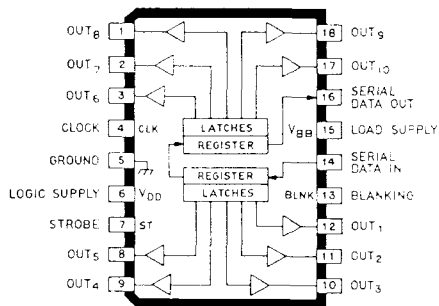 OUT8 1 18 OUT9
OUT7 2 17 OUT10
OUT6 3 16 SERIAL DATA OUT
CLOCK 4 CLK LATCHES VBB 15 LOAD SUPPLY
REGISTER
GROUND 5 14 SERIAL DATA IN
REGISTER
LOGIC SUPPLY 6 VDD LATCHES BLNK 13 BLANKING
STROBE 7 ST 12 OUT1
OUT5 8 11 OUT2
OUT4 9 10 OUT3